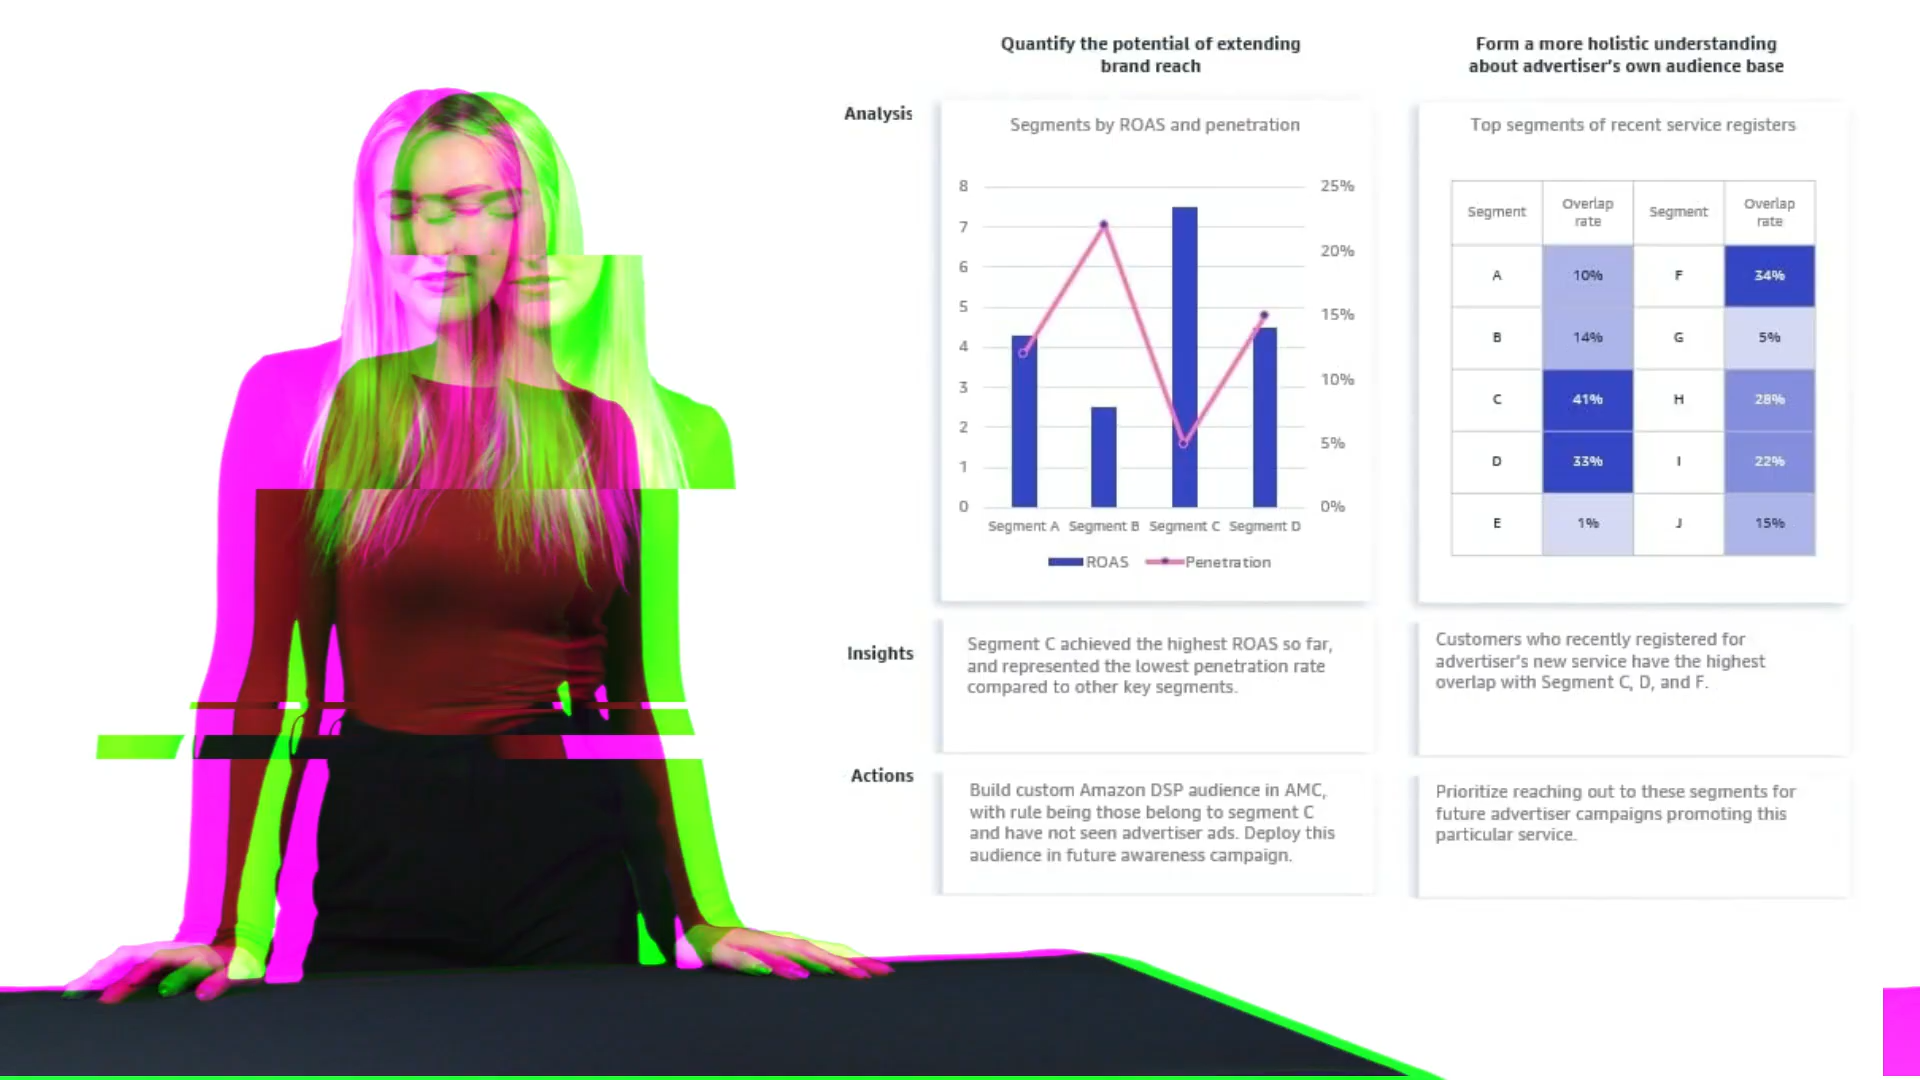 Quantify the potential of extending
brand reach
Form a more holistic understanding
about advertiser's own audience base
Analysis
Segments by ROAS and penetration
8
7
6
5
4
3
2
1
0
25%
20%
15%
10%
5%
0%
Segment A Segment B Segment C Segment D
ROAS Penetration
Top segments of recent service registers
Segment Overlap rate Segment Overlap rate
A 10% F 34%
B 14% G 5%
C 41% H 28%
D 33% I 22%
E 1% J 15%
Insights
Segment C achieved the highest ROAS so far,
and represented the lowest penetration rate
compared to other key segments.
Customers who recently registered for
advertiser's new service have the highest
overlap with Segment C, D, and F.
Actions
Build custom Amazon DSP audience in AMC,
with rule being those belong to segment C
and have not seen advertiser ads. Deploy this
audience in future awareness campaign.
Prioritize reaching out to these segments for
future advertiser campaigns promoting this
particular service.